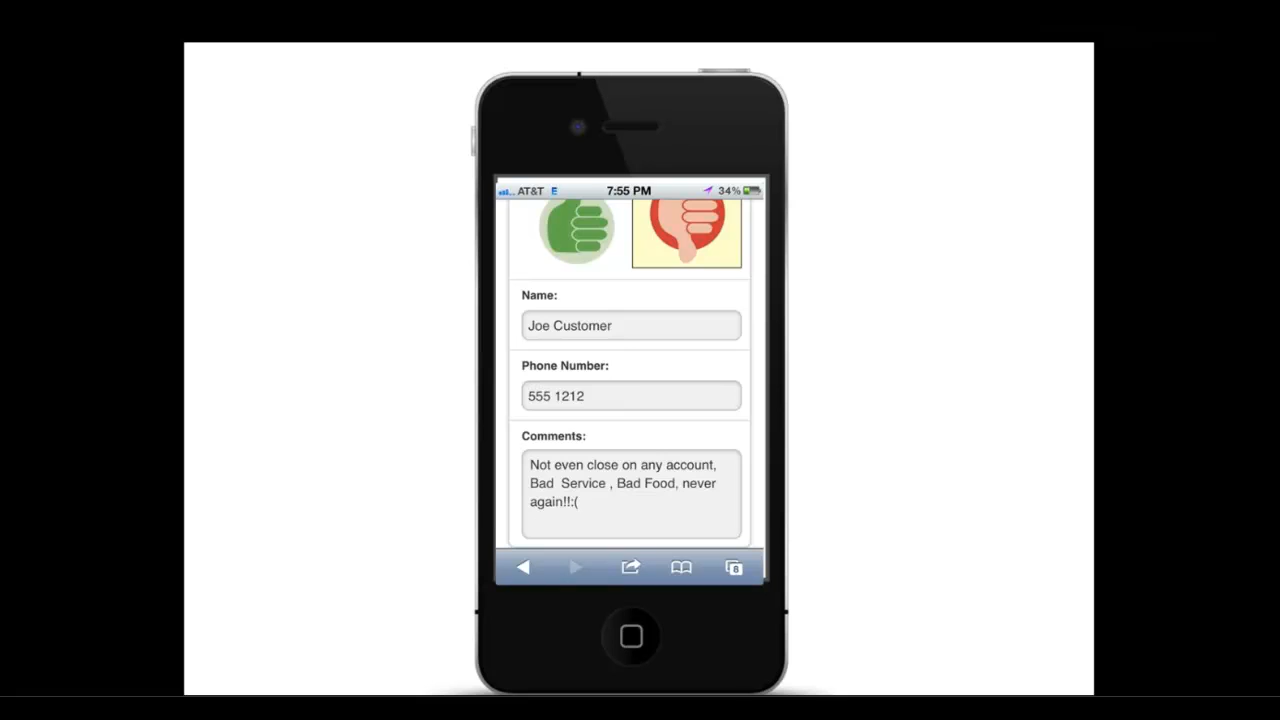 AT&T E 7:55 PM 34%
Name:
Joe Customer
Phone Number:
555 1212
Comments:
Not even close on any account,
Bad  Service , Bad Food, never
again!!:(
8